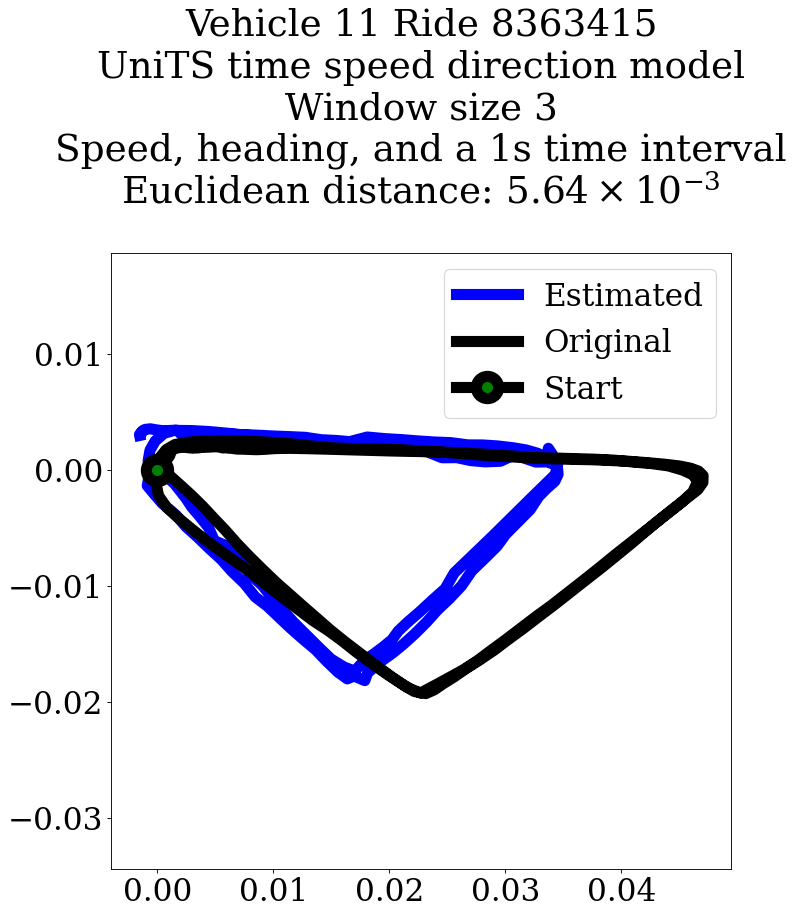 Vehicle 11 Ride 8363415
UniTS time speed direction model
Window size 3
Speed, heading, and a 1s time interval
Euclidean distance: 5.64 × 10⁻³
Estimated
Original
Start
0.01
0.00
−0.01
−0.02
−0.03
0.00 0.01 0.02 0.03 0.04